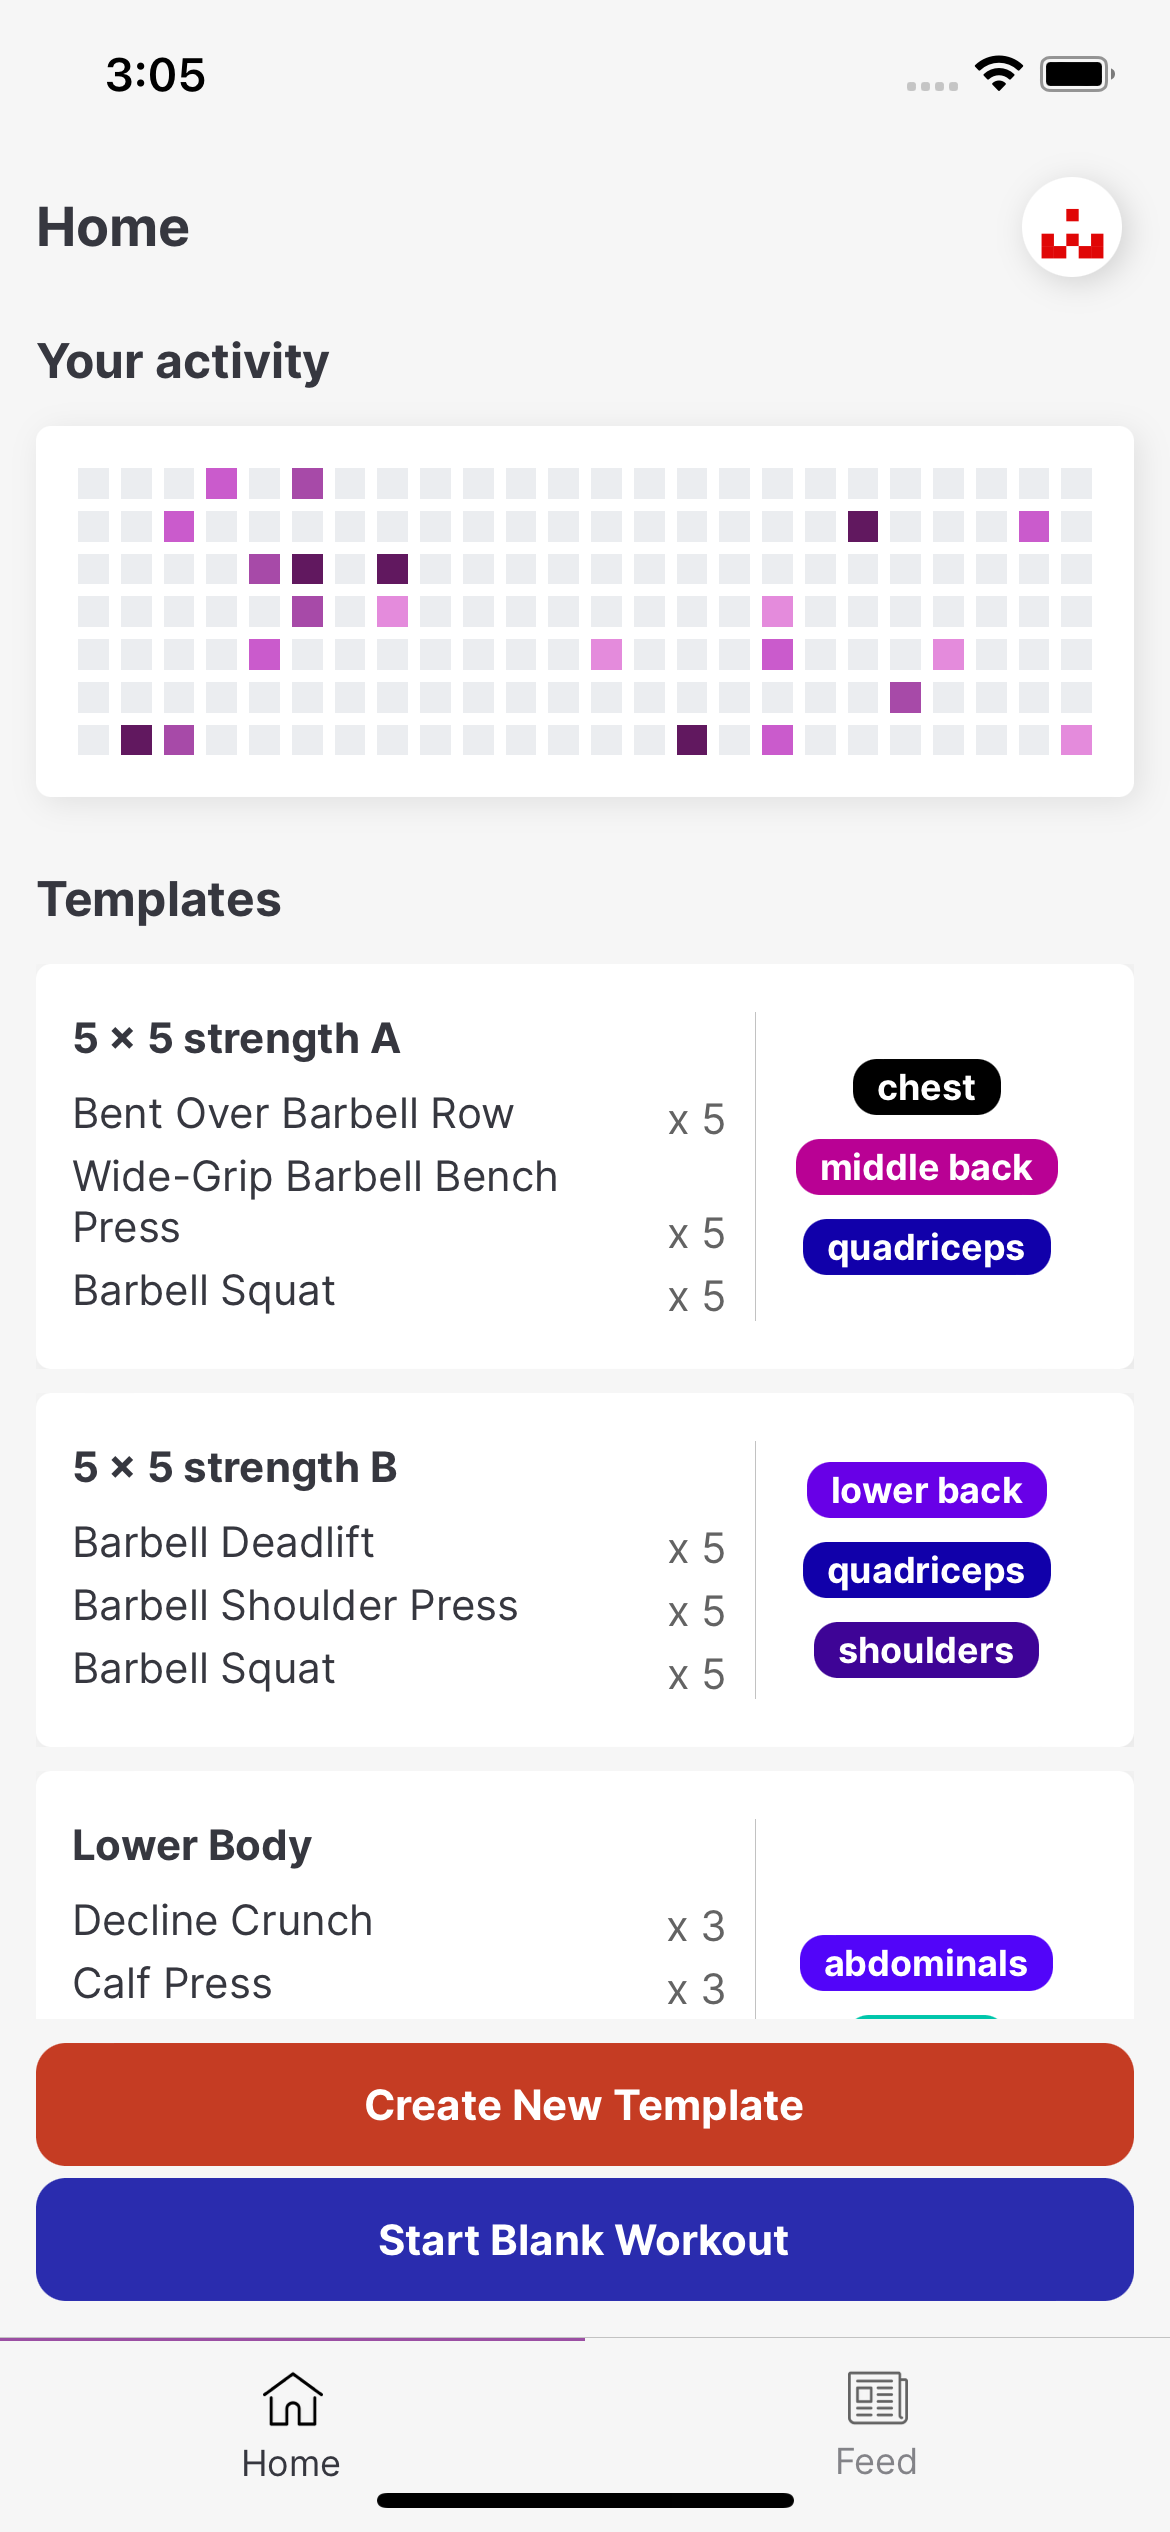 3:05
Home
Your activity
Templates
5 × 5 strength A
Bent Over Barbell Row x 5
Wide-Grip Barbell Bench
Press x 5
Barbell Squat x 5
chest
middle back
quadriceps
5 × 5 strength B
Barbell Deadlift x 5
Barbell Shoulder Press x 5
Barbell Squat x 5
lower back
quadriceps
shoulders
Lower Body
Decline Crunch x 3
Calf Press x 3
abdominals
Create New Template
Start Blank Workout
Home
Feed